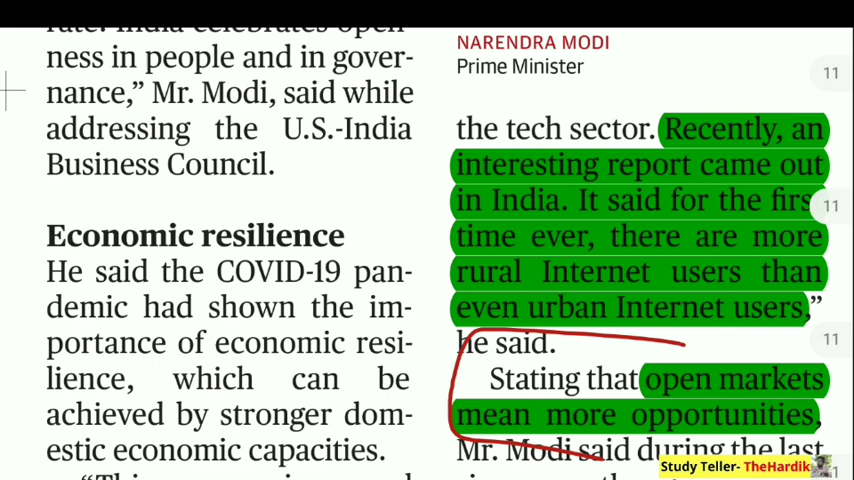 rate. India celebrates open-
ness in people and in gover-
nance,” Mr. Modi, said while
addressing the U.S.-India
Business Council.
Economic resilience
He said the COVID-19 pan-
demic had shown the im-
portance of economic resi-
lience, which can be
achieved by stronger dom-
estic economic capacities.
NARENDRA MODI
Prime Minister
the tech sector. Recently, an
interesting report came out
in India. It said for the firs
time ever, there are more
rural Internet users than
even urban Internet users,”
he said.
Stating that open markets
mean more opportunities,
Mr. Modi said during the last
11
11
11
Study Teller- TheHardik